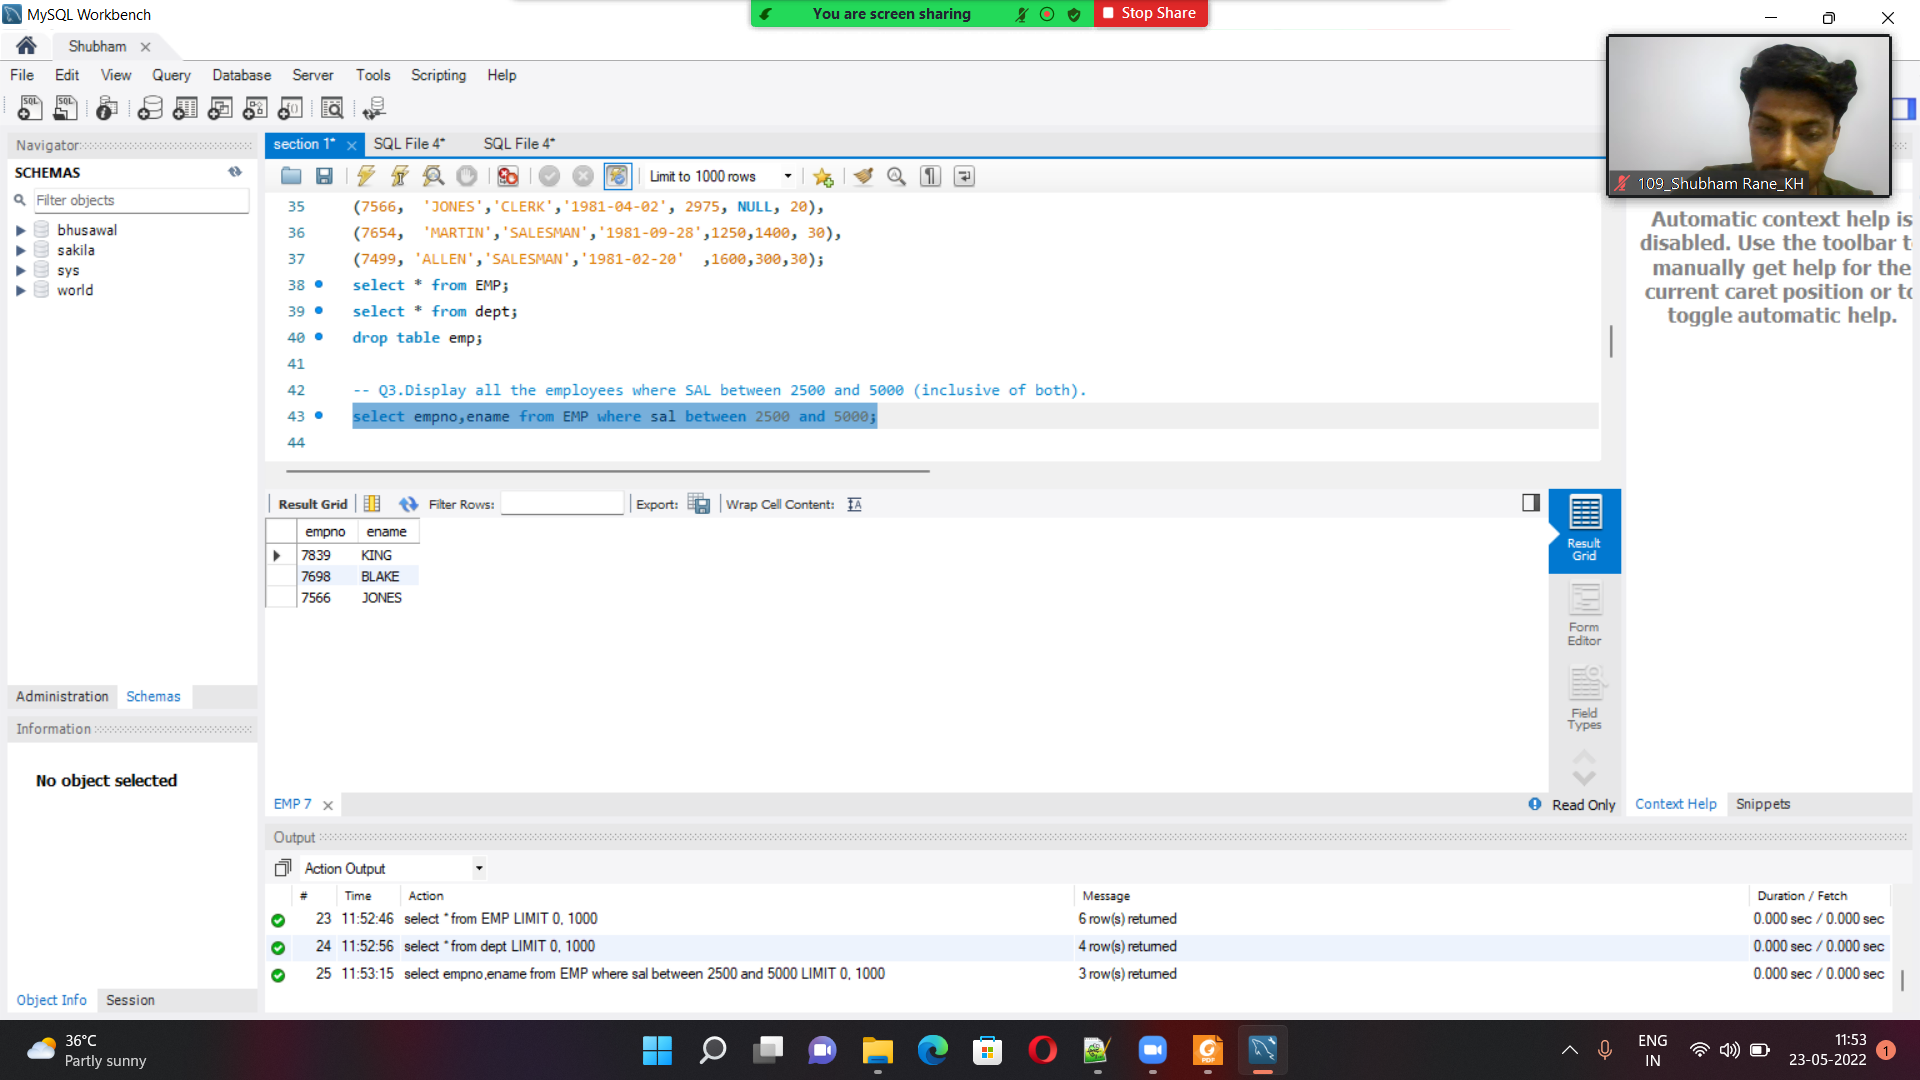 MySQL Workbench
You are screen sharing
Stop Share
Shubham
File Edit View Query Database Server Tools Scripting Help
Navigator
SCHEMAS
Filter objects
bhusawal
sakila
sys
world
Administration Schemas
Information
No object selected
Object Info Session
section 1* SQL File 4* SQL File 4*
Limit to 1000 rows
35 (7566, 'JONES','CLERK','1981-04-02', 2975, NULL, 20),
36 (7654, 'MARTIN','SALESMAN','1981-09-28',1250,1400, 30),
37 (7499, 'ALLEN','SALESMAN','1981-02-20' ,1600,300,30);
38 select * from EMP;
39 select * from dept;
40 drop table emp;
41
42 -- Q3.Display all the employees where SAL between 2500 and 5000 (inclusive of both).
43 select empno,ename from EMP where sal between 2500 and 5000;
44
Result Grid Filter Rows: Export: Wrap Cell Content:
empno ename
7839 KING
7698 BLAKE
7566 JONES
Result
Grid
Form
Editor
Field
Types
EMP 7
Read Only
109_Shubham Rane_KH
Automatic context help is
disabled. Use the toolbar t
manually get help for the
current caret position or to
toggle automatic help.
Context Help Snippets
Output
Action Output
# Time Action Message Duration / Fetch
23 11:52:46 select * from EMP LIMIT 0, 1000 6 row(s) returned 0.000 sec / 0.000 sec
24 11:52:56 select * from dept LIMIT 0, 1000 4 row(s) returned 0.000 sec / 0.000 sec
25 11:53:15 select empno,ename from EMP where sal between 2500 and 5000 LIMIT 0, 1000 3 row(s) returned 0.000 sec / 0.000 sec
36°C
Partly sunny
ENG
IN
11:53
23-05-2022
1